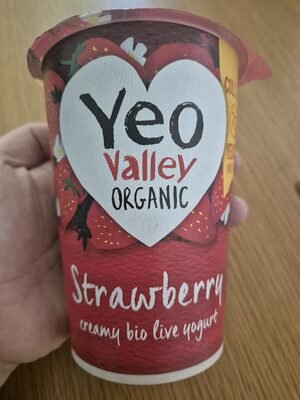 Yeo
Valley
ORGANIC
Strawberry
creamy bio live yogurt